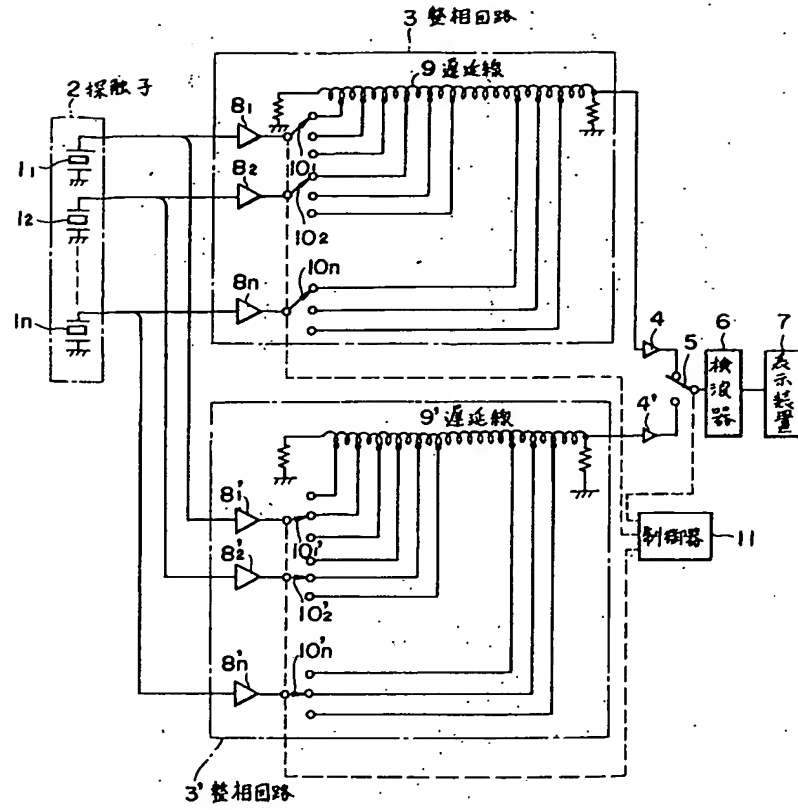 3 整相回路
9 遅延線
2 探触子
8₁
1₁
10₁
8₂
1₂
10₂
10n
8n
1n
4
5
6
7
検波器
表示装置
4'
9' 遅延線
8₁'
10₁'
制御器
11
8₂'
10₂'
10'n
8'n
3' 整相回路